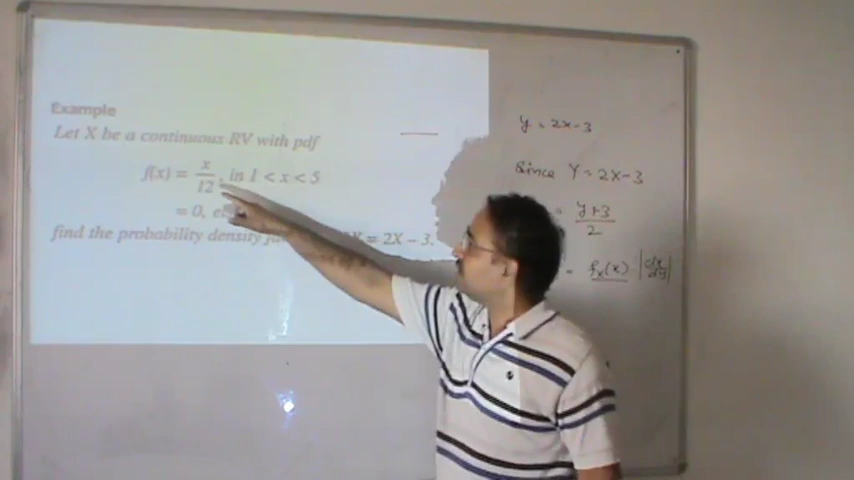 Example
Let X be a continuous RV with pdf
f(x) = x/12, in 1 < x < 5
= 0,
find the probability density = 2X − 3.
y = 2x-3
Since Y = 2X-3
= y+3/2
= fx(x) |dx/dy|